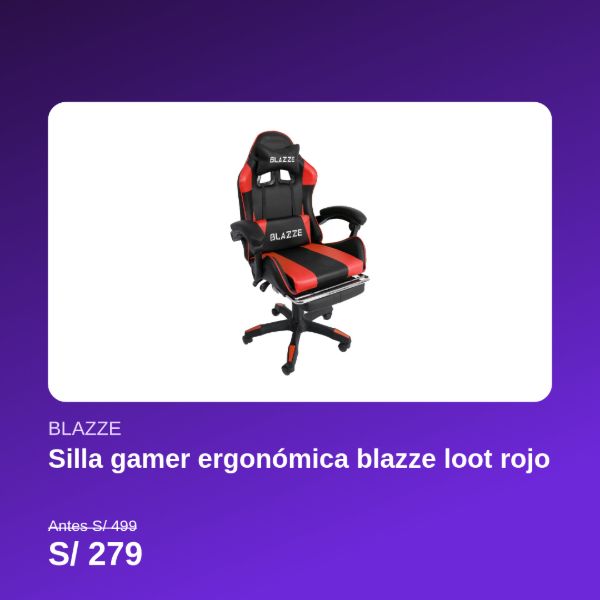 BLAZZE
BLAZZE
BLAZZE
Silla gamer ergonómica blazze loot rojo
Antes S/ 499
S/ 279